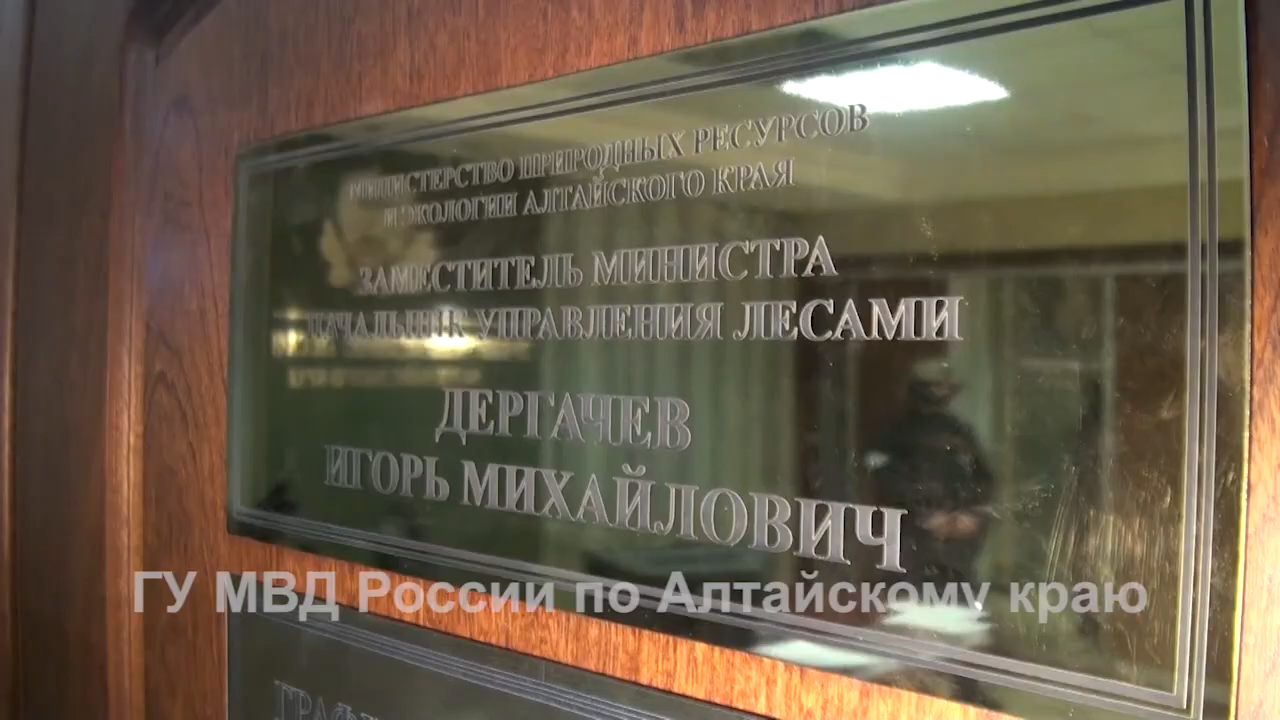 МИНИСТЕРСТВО ПРИРОДНЫХ РЕСУРСОВ
И ЭКОЛОГИИ АЛТАЙСКОГО КРАЯ
ЗАМЕСТИТЕЛЬ МИНИСТРА
НАЧАЛЬНИК УПРАВЛЕНИЯ ЛЕСАМИ
ДЕРГАЧЕВ
ИГОРЬ МИХАЙЛОВИЧ
ГУ МВД России по Алтайскому краю